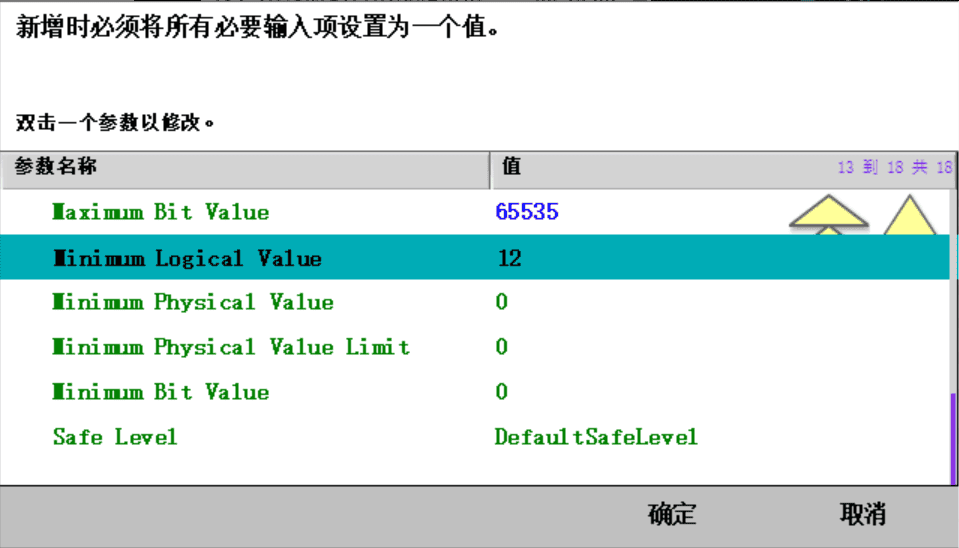 新增时必须将所有必要输入项设置为一个值。
双击一个参数以修改。
参数名称 值 13 到 18 共 18
Maximum Bit Value 65535
Minimum Logical Value 12
Minimum Physical Value 0
Minimum Physical Value Limit 0
Minimum Bit Value 0
Safe Level DefaultSafeLevel
确定 取消